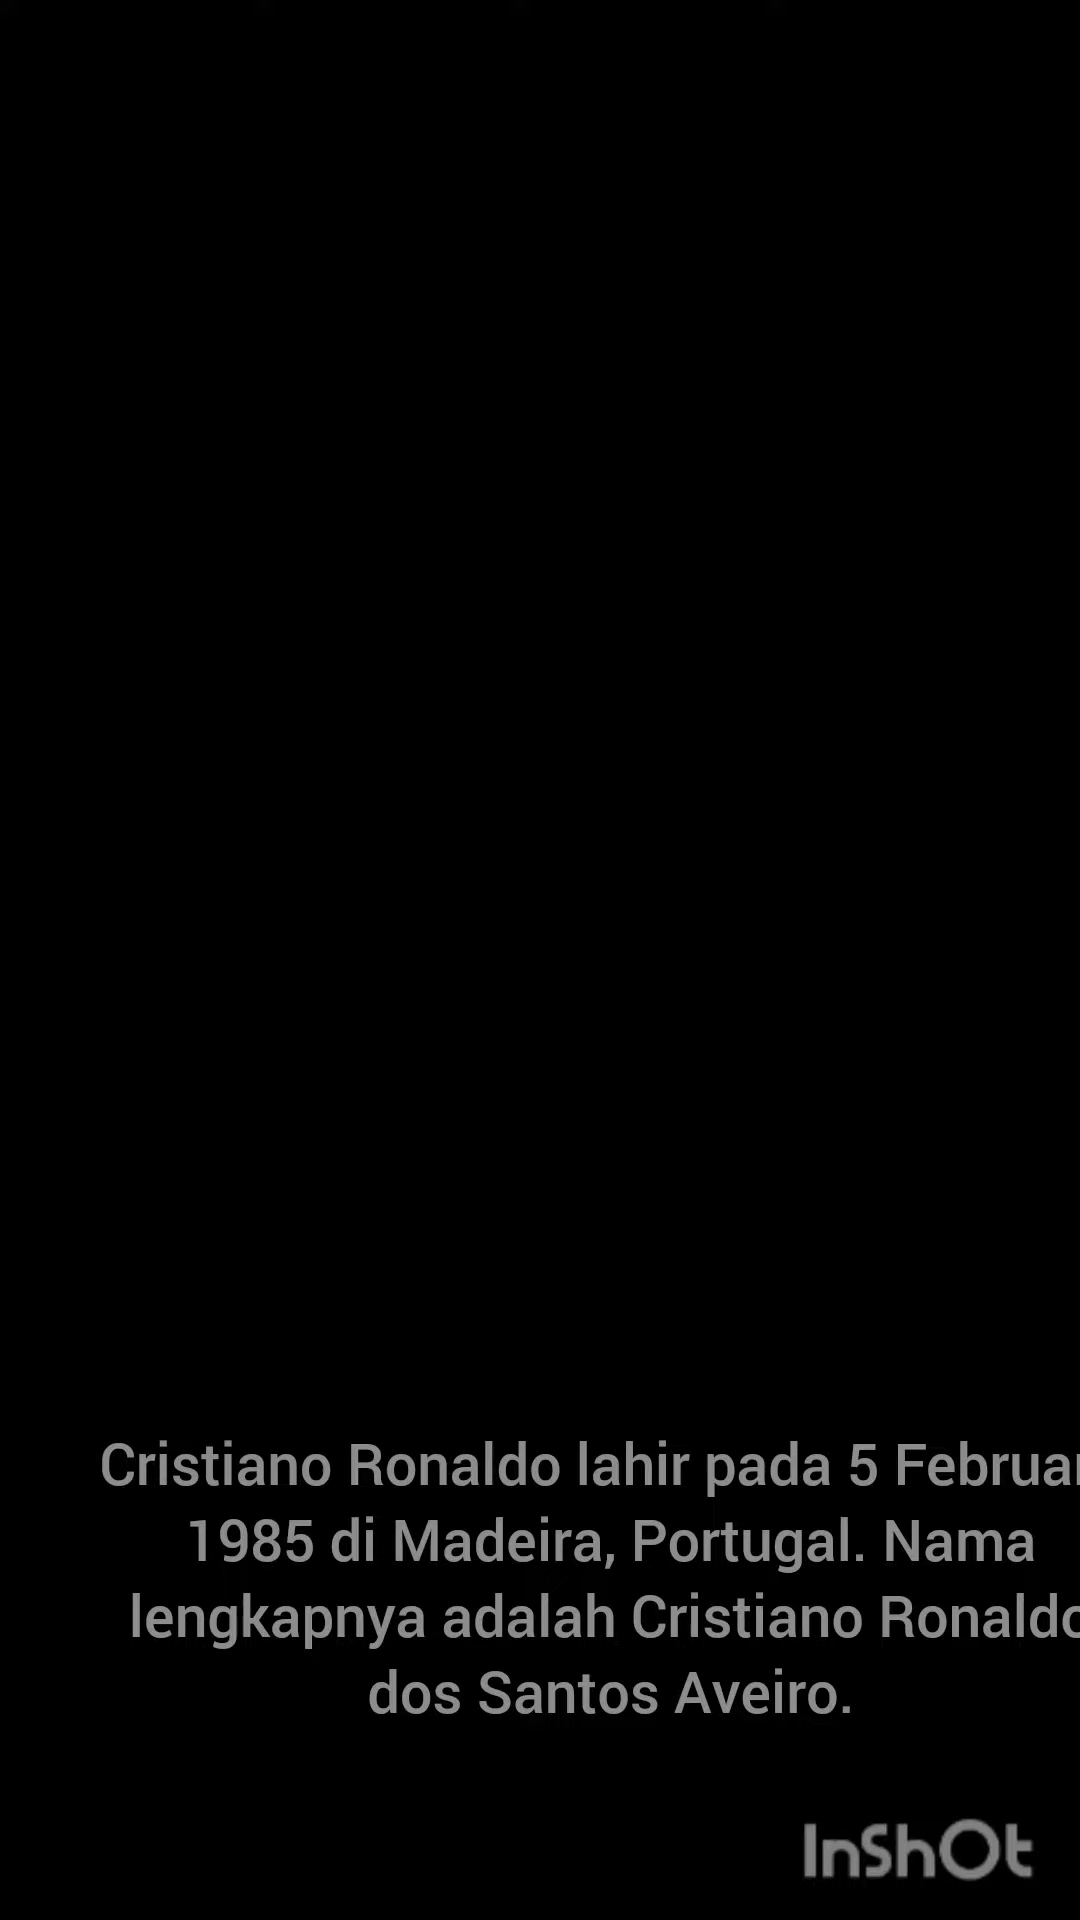 Cristiano Ronaldo lahir pada 5 Februar
1985 di Madeira, Portugal. Nama
lengkapnya adalah Cristiano Ronaldo
dos Santos Aveiro.
InShOt